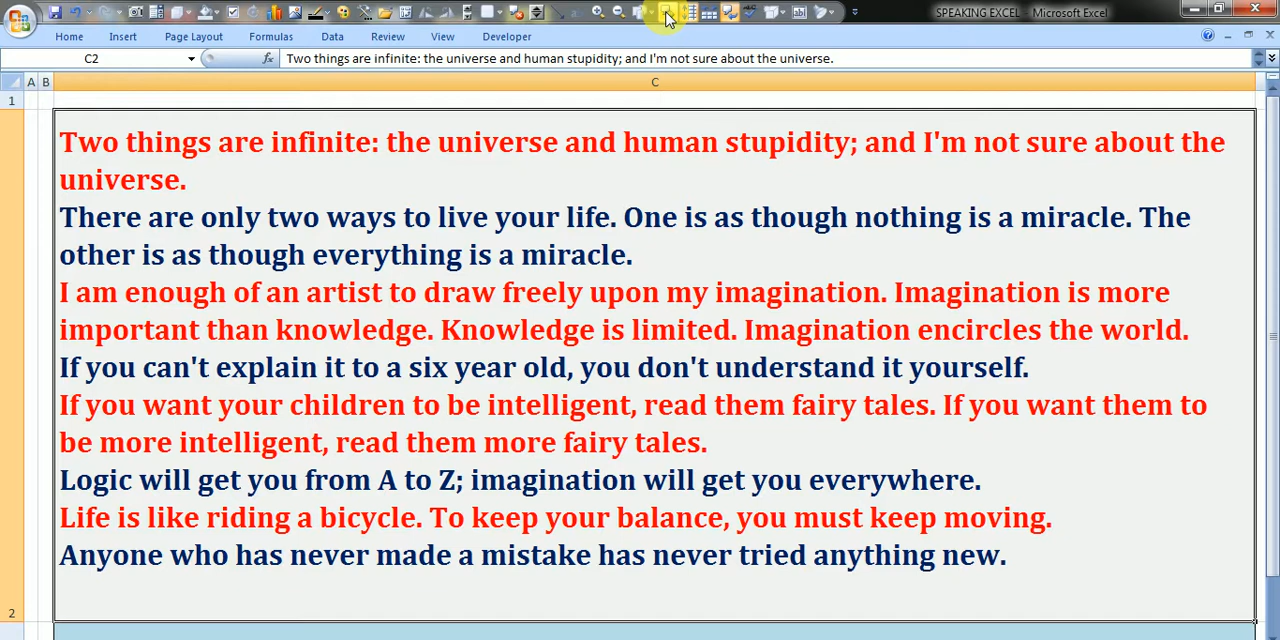 SPEAKING EXCEL - Microsoft Excel
Home Insert Page Layout Formulas Data Review View Developer
C2 fx Two things are infinite: the universe and human stupidity; and I'm not sure about the universe.
A B C
1
Two things are infinite: the universe and human stupidity; and I'm not sure about the
universe.
There are only two ways to live your life. One is as though nothing is a miracle. The
other is as though everything is a miracle.
I am enough of an artist to draw freely upon my imagination. Imagination is more
important than knowledge. Knowledge is limited. Imagination encircles the world.
If you can't explain it to a six year old, you don't understand it yourself.
If you want your children to be intelligent, read them fairy tales. If you want them to
be more intelligent, read them more fairy tales.
Logic will get you from A to Z; imagination will get you everywhere.
Life is like riding a bicycle. To keep your balance, you must keep moving.
Anyone who has never made a mistake has never tried anything new.
2